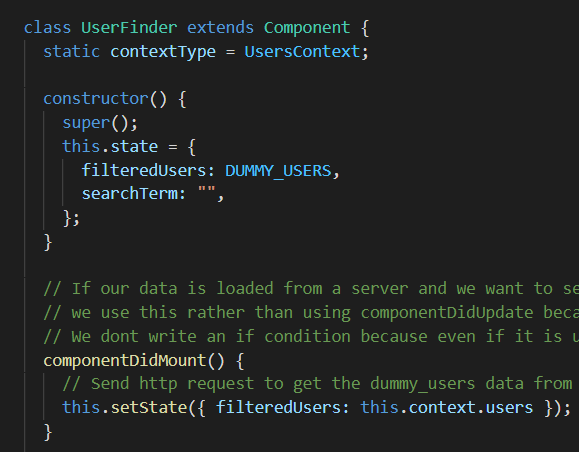 class UserFinder extends Component {
static contextType = UsersContext;
constructor() {
super();
this.state = {
filteredUsers: DUMMY_USERS,
searchTerm: "",
};
}
// If our data is loaded from a server and we want to se
// we use this rather than using componentDidUpdate beca
// We dont write an if condition because even if it is u
componentDidMount() {
// Send http request to get the dummy_users data from
this.setState({ filteredUsers: this.context.users });
}